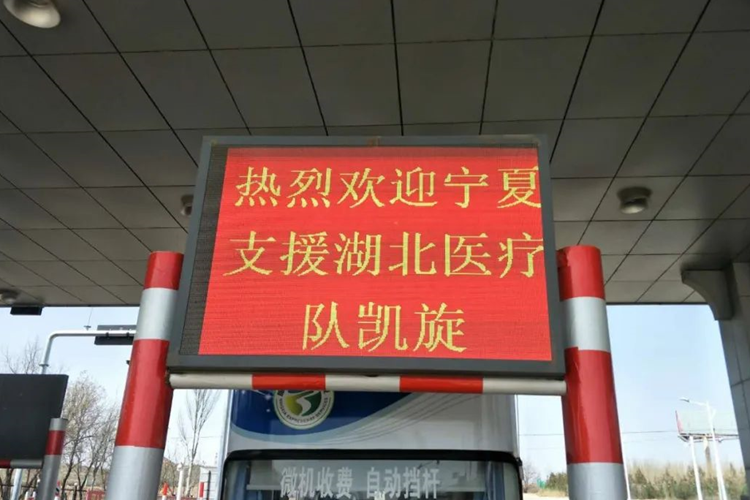 热烈欢迎宁夏
支援湖北医疗
队凯旋
微机收费 自动挡杆